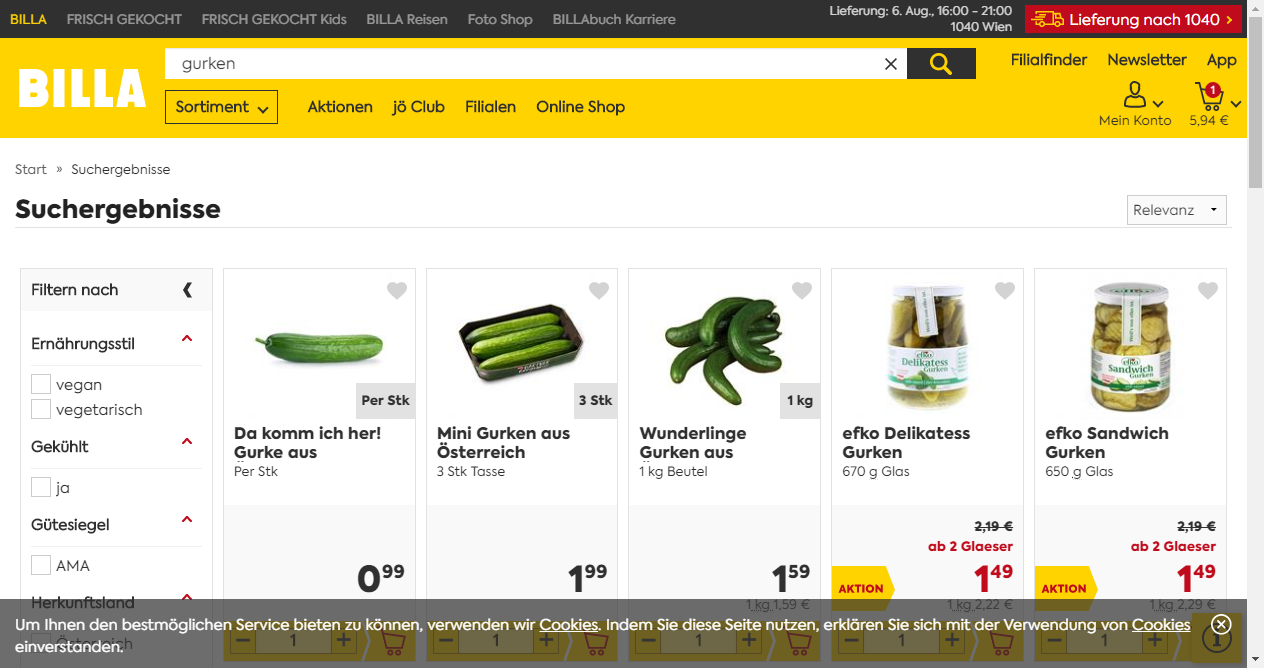 BILLA FRISCH GEKOCHT FRISCH GEKOCHT Kids BILLA Reisen Foto Shop BILLAbuch Karriere
Lieferung: 6. Aug., 16:00 - 21:00
1040 Wien
Lieferung nach 1040 ›
BILLA
gurken
Filialfinder Newsletter App
Sortiment Aktionen jö Club Filialen Online Shop
1
Mein Konto 5,94 €
Start » Suchergebnisse
Suchergebnisse
Relevanz
Filtern nach
Ernährungsstil
vegan
vegetarisch
Gekühlt
ja
Gütesiegel
AMA
Herkunftsland
Österreich
Per Stk
Da komm ich her!
Gurke aus
Per Stk
0 99
1
3 Stk
Mini Gurken aus
Österreich
3 Stk Tasse
1 99
1
1 kg
Wunderlinge
Gurken aus
1 kg Beutel
1 59
1 kg 1,59 €
1
efko
Delikatess
Gurken
efko Delikatess
Gurken
670 g Glas
2,19 €
ab 2 Glaeser
AKTION
1 49
1 kg 2,22 €
1
efko
Sandwich
Gurken
efko Sandwich
Gurken
650 g Glas
2,19 €
ab 2 Glaeser
AKTION
1 49
1 kg 2,29 €
1
Um Ihnen den bestmöglichen Service bieten zu können, verwenden wir Cookies. Indem Sie diese Seite nutzen, erklären Sie sich mit der Verwendung von Cookies
einverstanden.